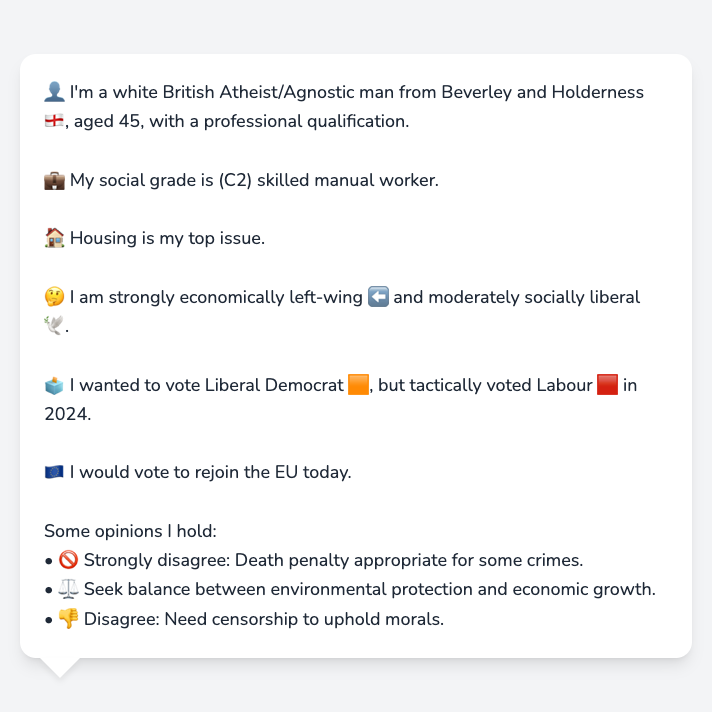 👤 I'm a white British Atheist/Agnostic man from Beverley and Holderness
🏴󠁧󠁢󠁥󠁮󠁧󠁿, aged 45, with a professional qualification.
💼 My social grade is (C2) skilled manual worker.
🏠 Housing is my top issue.
🤔 I am strongly economically left-wing ⬅️ and moderately socially liberal
🕊️.
🗳️ I wanted to vote Liberal Democrat 🟧, but tactically voted Labour 🟥 in
2024.
🇪🇺 I would vote to rejoin the EU today.
Some opinions I hold:
• 🚫 Strongly disagree: Death penalty appropriate for some crimes.
• ⚖️ Seek balance between environmental protection and economic growth.
• 👎 Disagree: Need censorship to uphold morals.